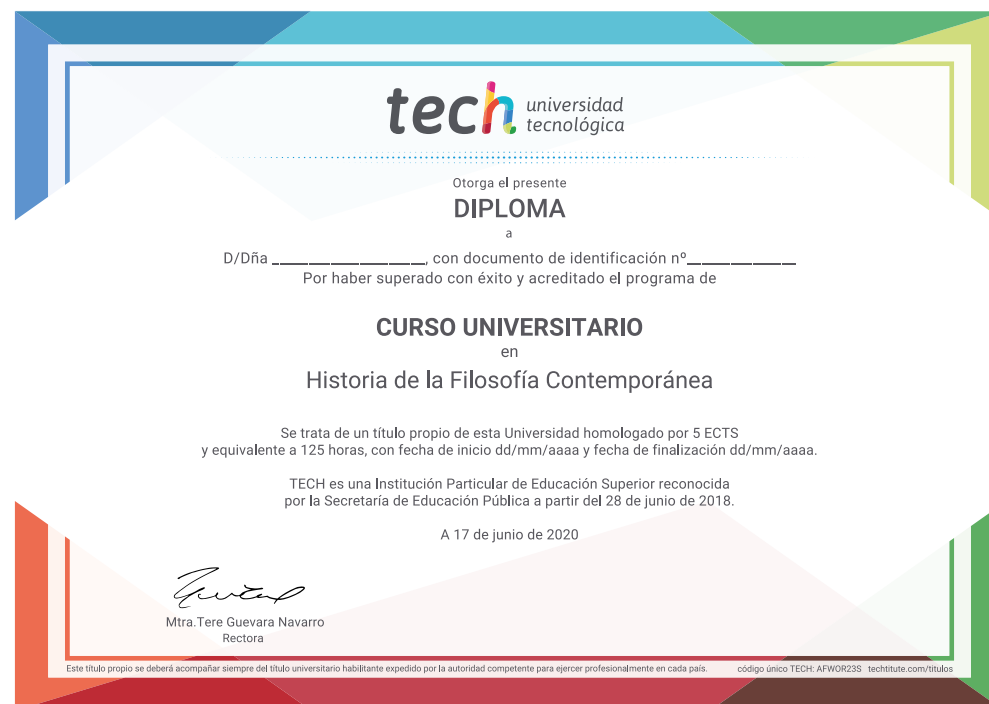 tech universidad
tecnológica
Otorga el presente
DIPLOMA
a
D/Dña ____________________, con documento de identificación nº______________
Por haber superado con éxito y acreditado el programa de
CURSO UNIVERSITARIO
en
Historia de la Filosofía Contemporánea
Se trata de un título propio de esta Universidad homologado por 5 ECTS
y equivalente a 125 horas, con fecha de inicio dd/mm/aaaa y fecha de finalización dd/mm/aaaa.
TECH es una Institución Particular de Educación Superior reconocida
por la Secretaría de Educación Pública a partir del 28 de junio de 2018.
A 17 de junio de 2020
Mtra.Tere Guevara Navarro
Rectora
Este título propio se deberá acompañar siempre del título universitario habilitante expedido por la autoridad competente para ejercer profesionalmente en cada país. código único TECH: AFWOR23S techtitute.com/titulos